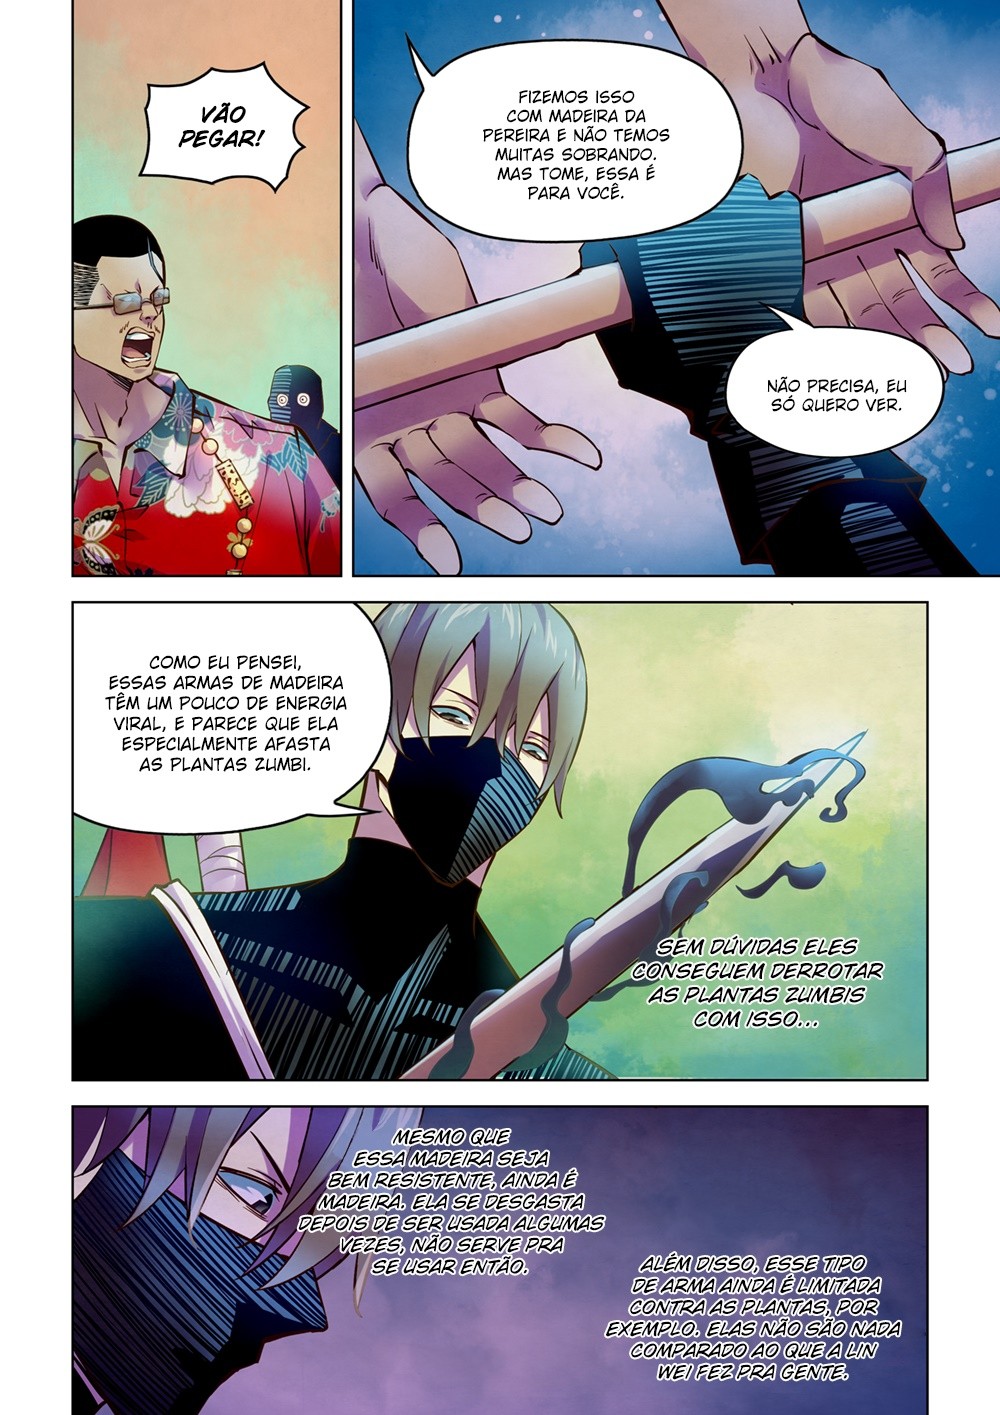 VÃO
PEGAR!
FIZEMOS ISSO
COM MADEIRA DA
PEREIRA E NÃO TEMOS
MUITAS SOBRANDO.
MAS TOME, ESSA É
PARA VOCÊ.
NÃO PRECISA, EU
SÓ QUERO VER.
COMO EU PENSEI,
ESSAS ARMAS DE MADEIRA
TÊM UM POUCO DE ENERGIA
VIRAL, E PARECE QUE ELA
ESPECIALMENTE AFASTA
AS PLANTAS ZUMBI.
SEM DÚVIDAS ELES
CONSEGUEM DERROTAR
AS PLANTAS ZUMBIS
COM ISSO...
MESMO QUE
ESSA MADEIRA SEJA
BEM RESISTENTE, AINDA É
MADEIRA. ELA SE DESGASTA
DEPOIS DE SER USADA ALGUMAS
VEZES, NÃO SERVE PRA
SE USAR ENTÃO.
ALÉM DISSO, ESSE TIPO
DE ARMA AINDA É LIMITADA
CONTRA AS PLANTAS, POR
EXEMPLO. ELAS NÃO SÃO NADA
COMPARADO AO QUE A LIN
WEI FEZ PRA GENTE.